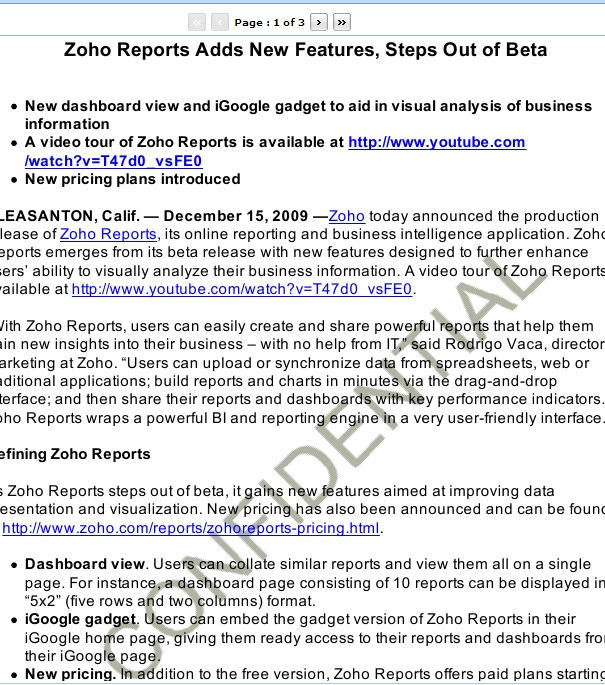 Page : 1 of 3
Zoho Reports Adds New Features, Steps Out of Beta
• New dashboard view and iGoogle gadget to aid in visual analysis of business
information
• A video tour of Zoho Reports is available at http://www.youtube.com
/watch?v=T47d0_vsFE0
• New pricing plans introduced
LEASANTON, Calif. — December 15, 2009 —Zoho today announced the production
lease of Zoho Reports, its online reporting and business intelligence application. Zoho
eports emerges from its beta release with new features designed to further enhance
sers’ ability to visually analyze their business information. A video tour of Zoho Reports
vailable at http://www.youtube.com/watch?v=T47d0_vsFE0.
With Zoho Reports, users can easily create and share powerful reports that help them
ain new insights into their business – with no help from IT,” said Rodrigo Vaca, director
arketing at Zoho. “Users can upload or synchronize data from spreadsheets, web or
aditional applications; build reports and charts in minutes via the drag-and-drop
terface; and then share their reports and dashboards with key performance indicators.
oho Reports wraps a powerful BI and reporting engine in a very user-friendly interface.
efining Zoho Reports
s Zoho Reports steps out of beta, it gains new features aimed at improving data
esentation and visualization. New pricing has also been announced and can be found
http://www.zoho.com/reports/zohoreports-pricing.html.
• Dashboard view. Users can collate similar reports and view them all on a single
page. For instance, a dashboard page consisting of 10 reports can be displayed in
“5x2” (five rows and two columns) format.
• iGoogle gadget. Users can embed the gadget version of Zoho Reports in their
iGoogle home page, giving them ready access to their reports and dashboards from
their iGoogle page.
• New pricing. In addition to the free version, Zoho Reports offers paid plans starting
CONFIDENTIAL